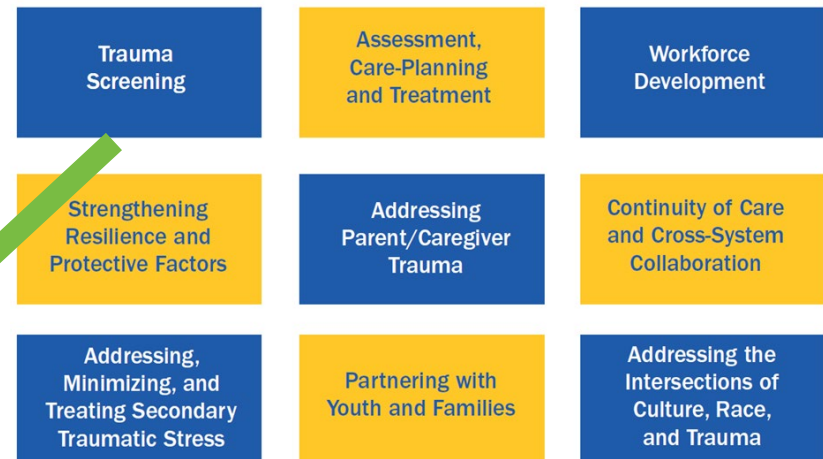 Trauma
Screening
Assessment,
Care-Planning
and Treatment
Workforce
Development
Strengthening
Resilience and
Protective Factors
Addressing
Parent/Caregiver
Trauma
Continuity of Care
and Cross-System
Collaboration
Addressing,
Minimizing, and
Treating Secondary
Traumatic Stress
Partnering with
Youth and Families
Addressing the
Intersections of
Culture, Race,
and Trauma